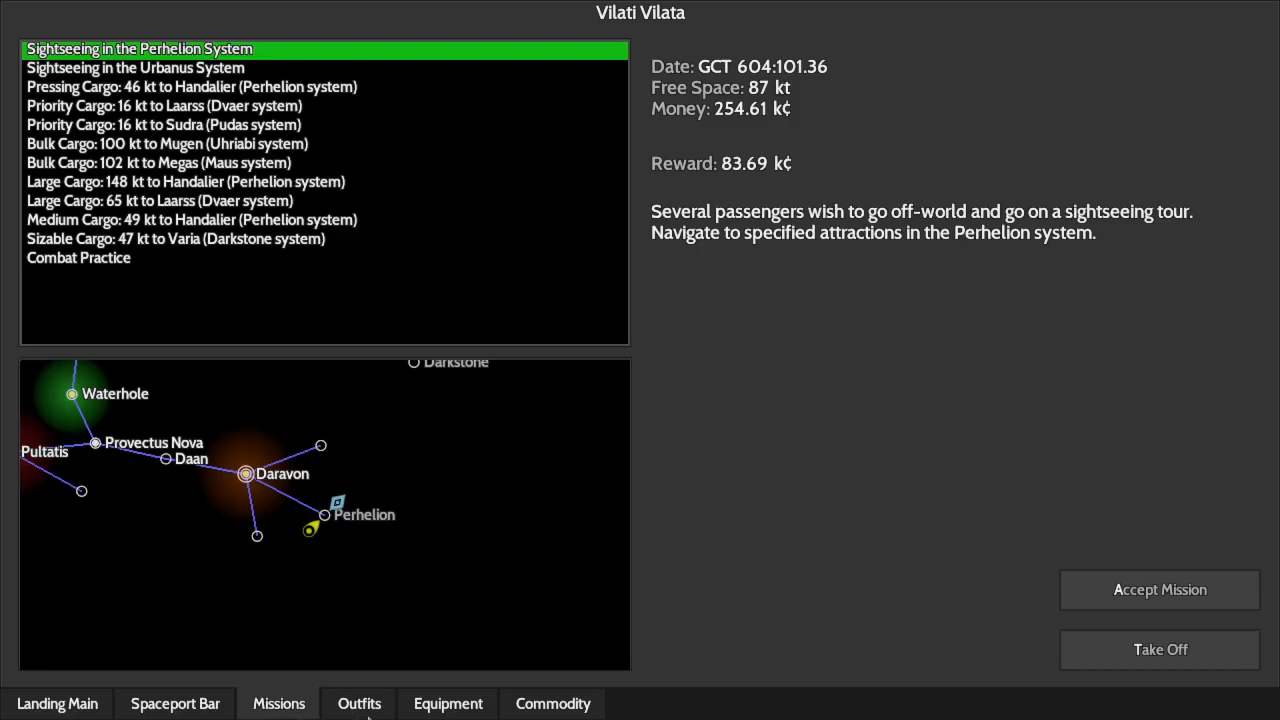 Vilati Vilata
Sightseeing in the Perhelion System
Sightseeing in the Urbanus System
Pressing Cargo: 46 kt to Handalier (Perhelion system)
Priority Cargo: 16 kt to Laarss (Dvaer system)
Priority Cargo: 16 kt to Sudra (Pudas system)
Bulk Cargo: 100 kt to Mugen (Uhriabi system)
Bulk Cargo: 102 kt to Megas (Maus system)
Large Cargo: 148 kt to Handalier (Perhelion system)
Large Cargo: 65 kt to Laarss (Dvaer system)
Medium Cargo: 49 kt to Handalier (Perhelion system)
Sizable Cargo: 47 kt to Varia (Darkstone system)
Combat Practice
Date: GCT 604:101.36
Free Space: 87 kt
Money: 254.61 k¢
Reward: 83.69 k¢
Several passengers wish to go off-world and go on a sightseeing tour.
Navigate to specified attractions in the Perhelion system.
Darkstone
Waterhole
Provectus Nova
Pultatis
Daan
Daravon
Perhelion
Accept Mission
Take Off
Landing Main
Spaceport Bar
Missions
Outfits
Equipment
Commodity